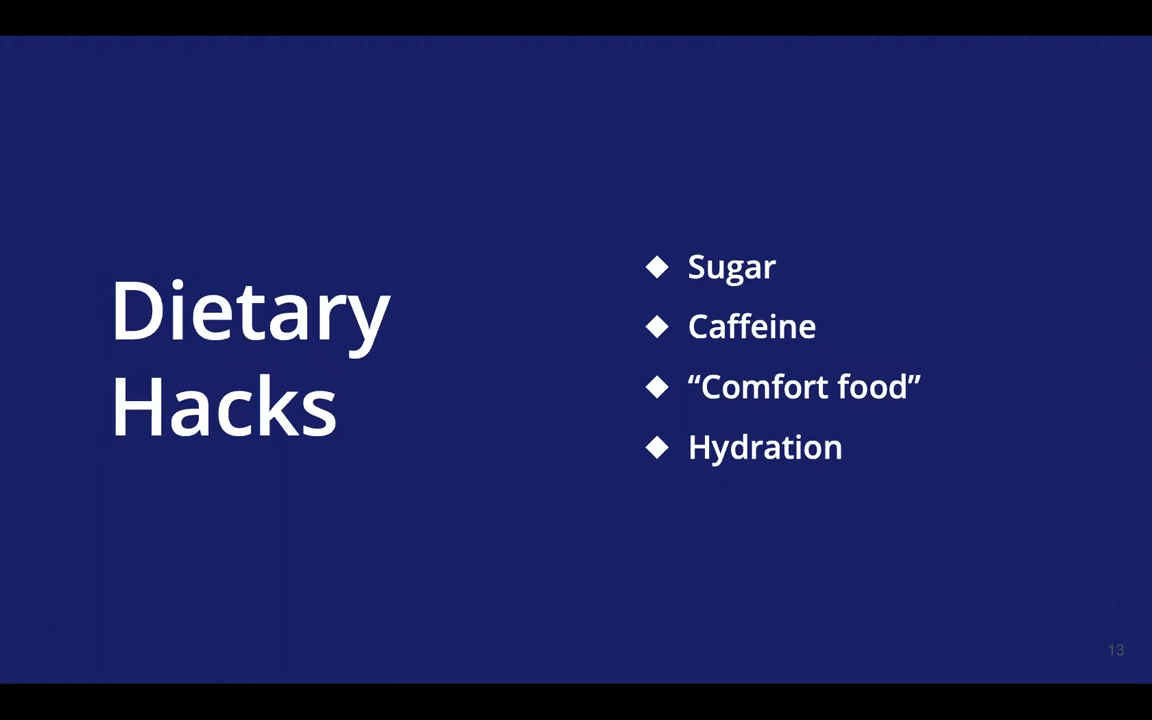 Dietary
Hacks
◆ Sugar
◆ Caffeine
◆ “Comfort food”
◆ Hydration
13